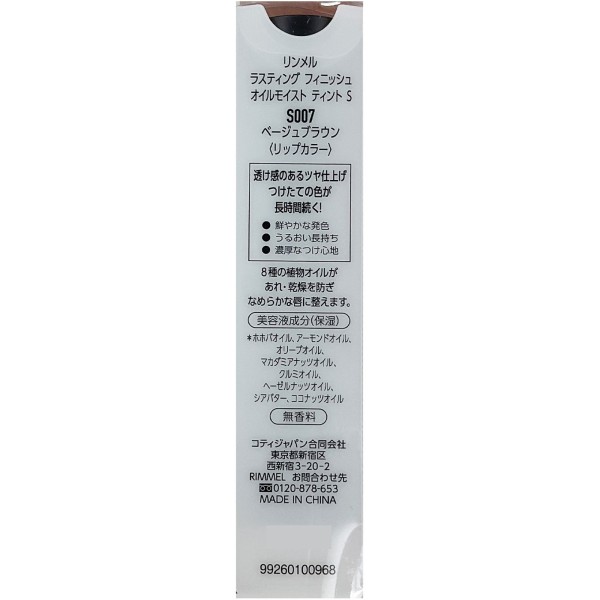 リンメル
ラスティング フィニッシュ
オイルモイスト ティント S
S007
ベージュブラウン
〈リップカラー〉
透け感のあるツヤ仕上げ
つけたての色が
長時間続く!
● 鮮やかな発色
● うるおい長持ち
● 濃厚なつけ心地
8種の植物オイルが
あれ・乾燥を防ぎ
なめらかな唇に整えます。
美容液成分(保湿)
*ホホバオイル、アーモンドオイル、
オリーブオイル、
マカダミアナッツオイル、
クルミオイル、
ヘーゼルナッツオイル、
シアバター、ココナッツオイル
無香料
コティジャパン合同会社
東京都新宿区
西新宿3-20-2
RIMMEL お問合わせ先
0120-878-653
MADE IN CHINA
99260100968